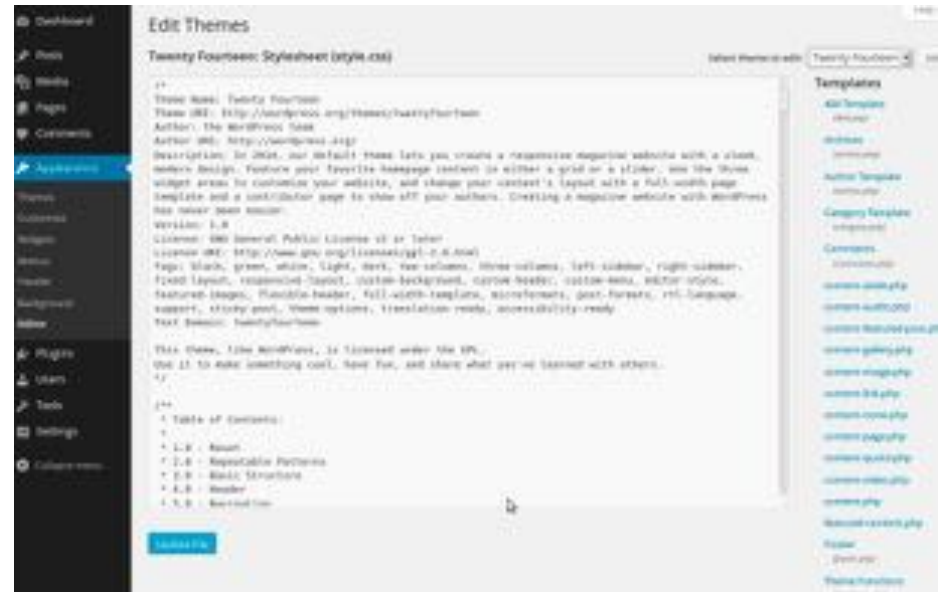 Dashboard
Posts
Media
Pages
Comments
Appearance
Themes
Customize
Widgets
Menus
Header
Background
Editor
Plugins
Users
Tools
Settings
Collapse menu
Edit Themes
Twenty Fourteen: Stylesheet (style.css)
Select theme to edit: Twenty Fourteen
/*
Theme Name: Twenty Fourteen
Theme URI: http://wordpress.org/themes/twentyfourteen
Author: the WordPress team
Author URI: http://wordpress.org/
Description: In 2014, our default theme lets you create a responsive magazine website with a sleek,
modern design. Feature your favorite homepage content in either a grid or a slider. Use the three
widget areas to customize your website, and change your content's layout with a full-width page
template and a contributor page to show off your authors. Creating a magazine website with WordPress
has never been easier.
Version: 1.0
License: GNU General Public License v2 or later
License URI: http://www.gnu.org/licenses/gpl-2.0.html
Tags: black, green, white, light, dark, two-columns, three-columns, left-sidebar, right-sidebar,
fixed-layout, responsive-layout, custom-background, custom-header, custom-menu, editor-style,
featured-images, flexible-header, full-width-template, microformats, post-formats, rtl-language-
support, sticky-post, theme-options, translation-ready, accessibility-ready
Text Domain: twentyfourteen
This theme, like WordPress, is licensed under the GPL.
Use it to make something cool, have fun, and share what you've learned with others.
*/
/**
* Table of Contents:
*
* 1.0 - Reset
* 2.0 - Repeatable Patterns
* 3.0 - Basic Structure
* 4.0 - Header
* 5.0 - Navigation
Update File
Templates
404 Template
Archives
Author Template
Category Template
Comments
content-aside.php
content-audio.php
content-featured-post.ph
content-gallery.php
content-image.php
content-link.php
content-none.php
content-page.php
content-quote.php
content-video.php
content.php
featured-content.php
Footer
Theme Functions